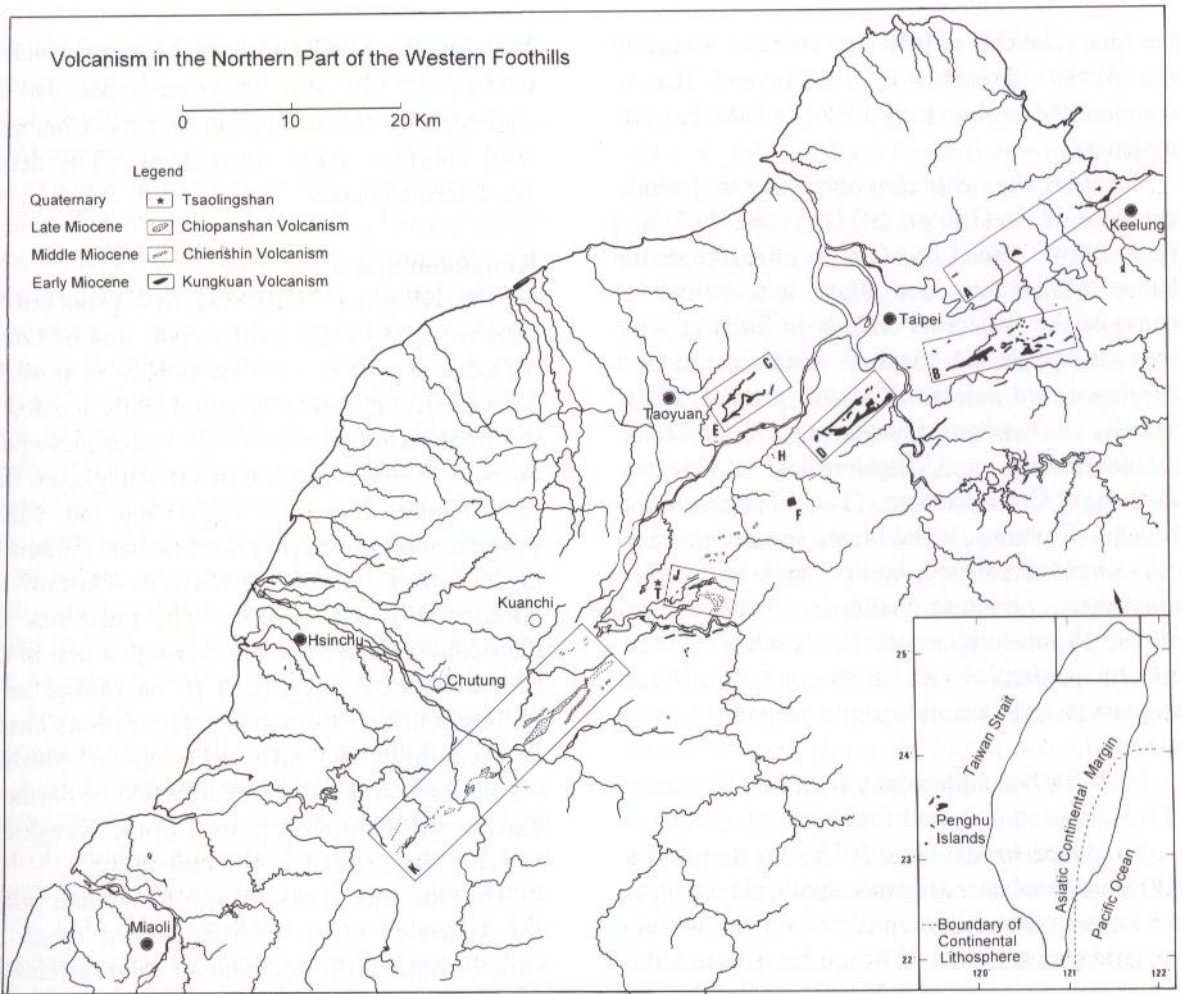 Volcanism in the Northern Part of the Western Foothills
0 10 20 Km
Legend
Quaternary ★ Tsaolingshan
Late Miocene Chiopanshan Volcanism
Middle Miocene Chienshih Volcanism
Early Miocene Kungkuan Volcanism
Keelung
Taipei
B
Taoyuan
E
D
H
F
J
T
Kuanchi
Hsinchu
Chutung
K
Miaoli
25°
24°
23°
22°
Taiwan Strait
Penghu
Islands
Asiatic Continental Margin
Pacific Ocean
Boundary of
Continental
Lithosphere
120° 121° 122°